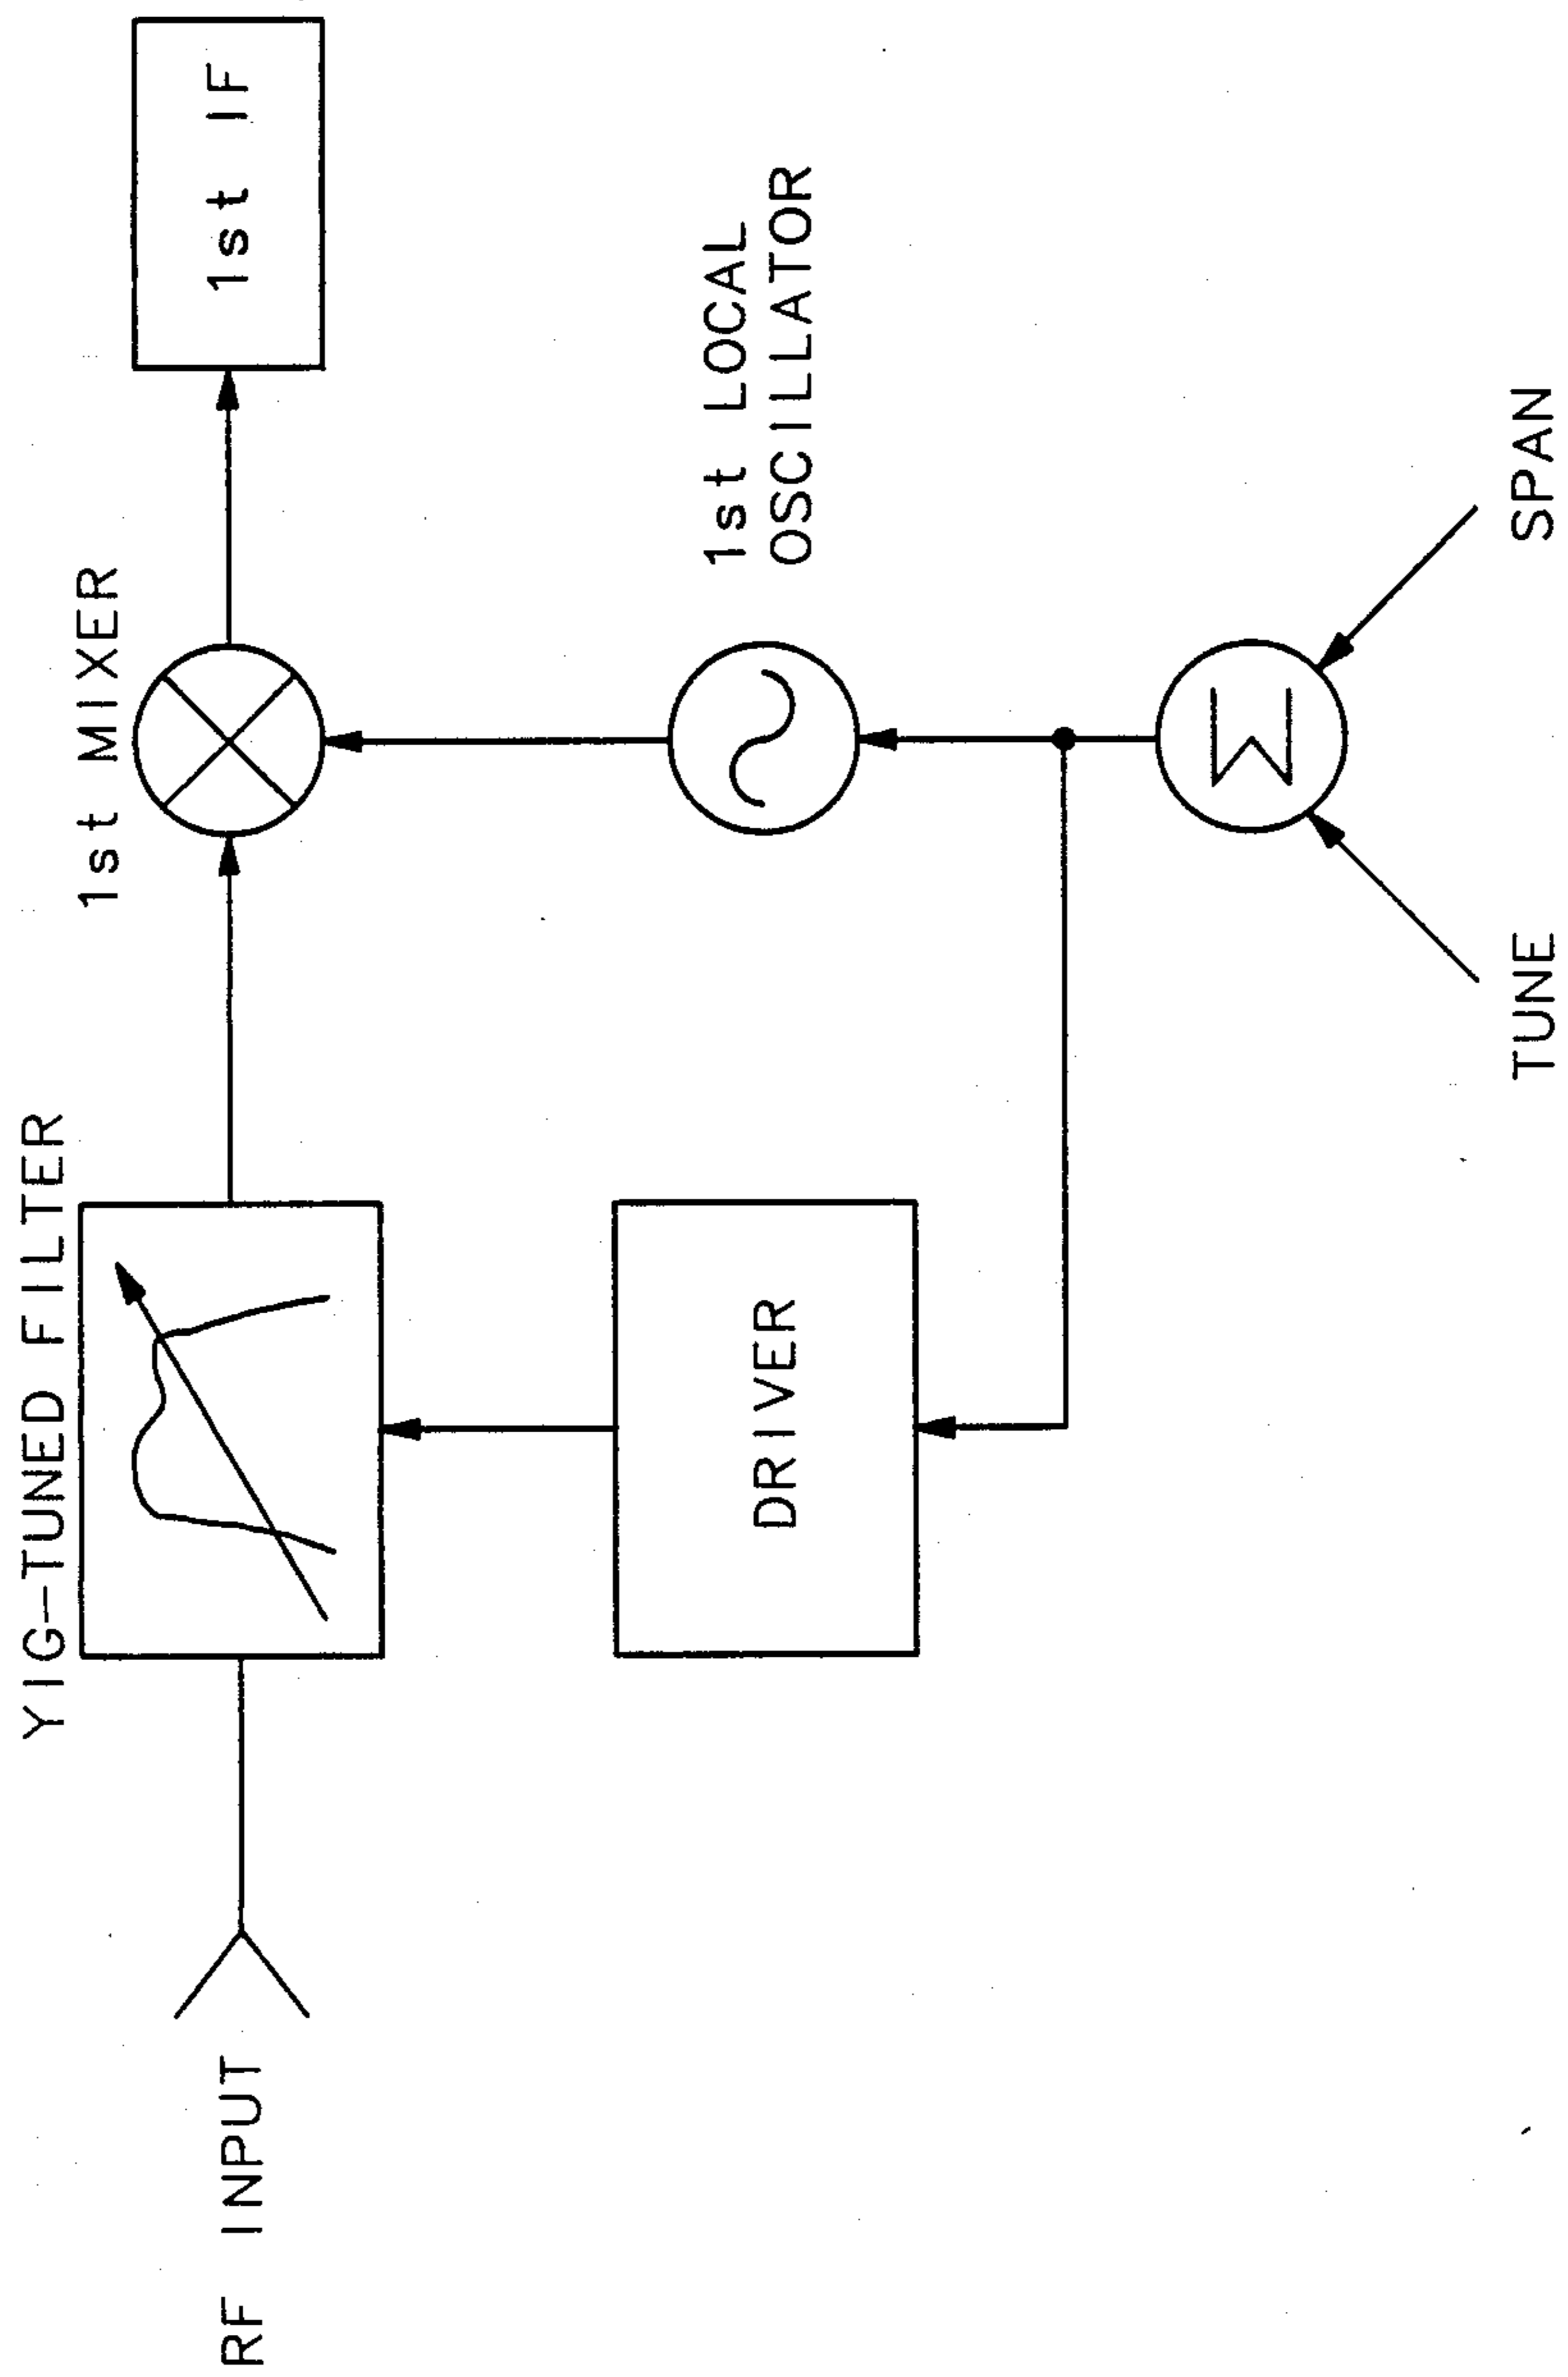 YIG-TUNED FILTER
1st MIXER
RF INPUT
1st IF
DRIVER
1st LOCAL
OSCILLATOR
Σ
TUNE
SPAN